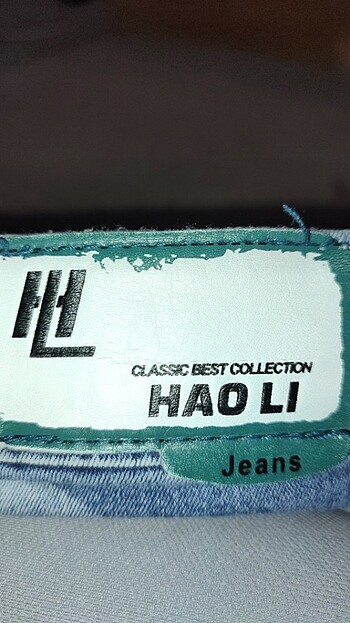 HL
CLASSIC BEST COLLECTION
HAO LI
Jeans